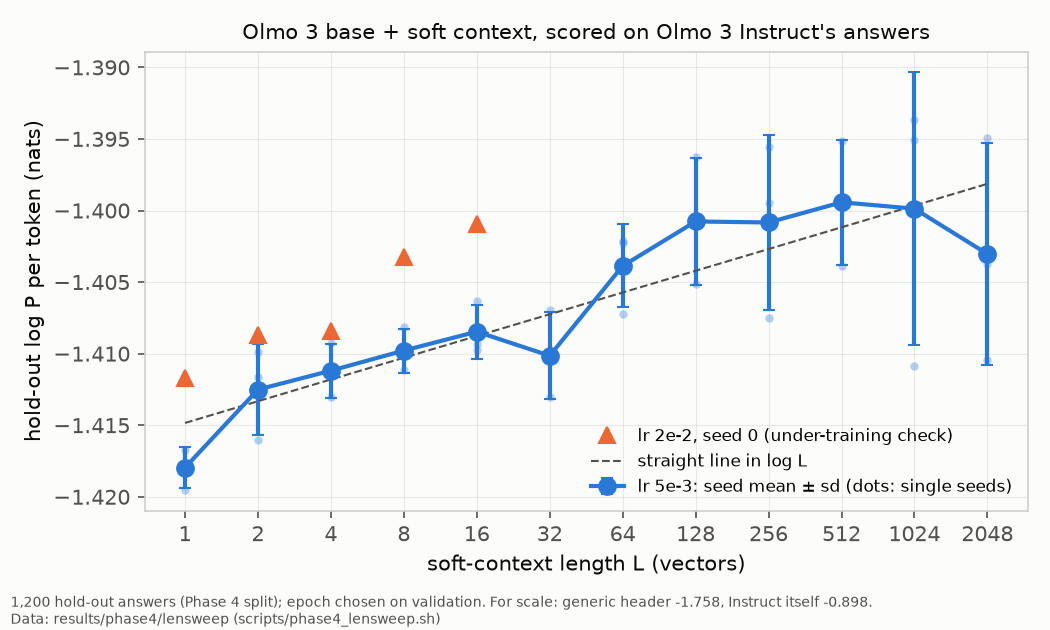 Olmo 3 base + soft context, scored on Olmo 3 Instruct's answers
hold-out log P per token (nats)
−1.390
−1.395
−1.400
−1.405
−1.410
−1.415
−1.420
lr 2e-2, seed 0 (under-training check)
straight line in log L
lr 5e-3: seed mean ± sd (dots: single seeds)
1 2 4 8 16 32 64 128 256 512 1024 2048
soft-context length L (vectors)
1,200 hold-out answers (Phase 4 split); epoch chosen on validation. For scale: generic header -1.758, Instruct itself -0.898.
Data: results/phase4/lensweep (scripts/phase4_lensweep.sh)